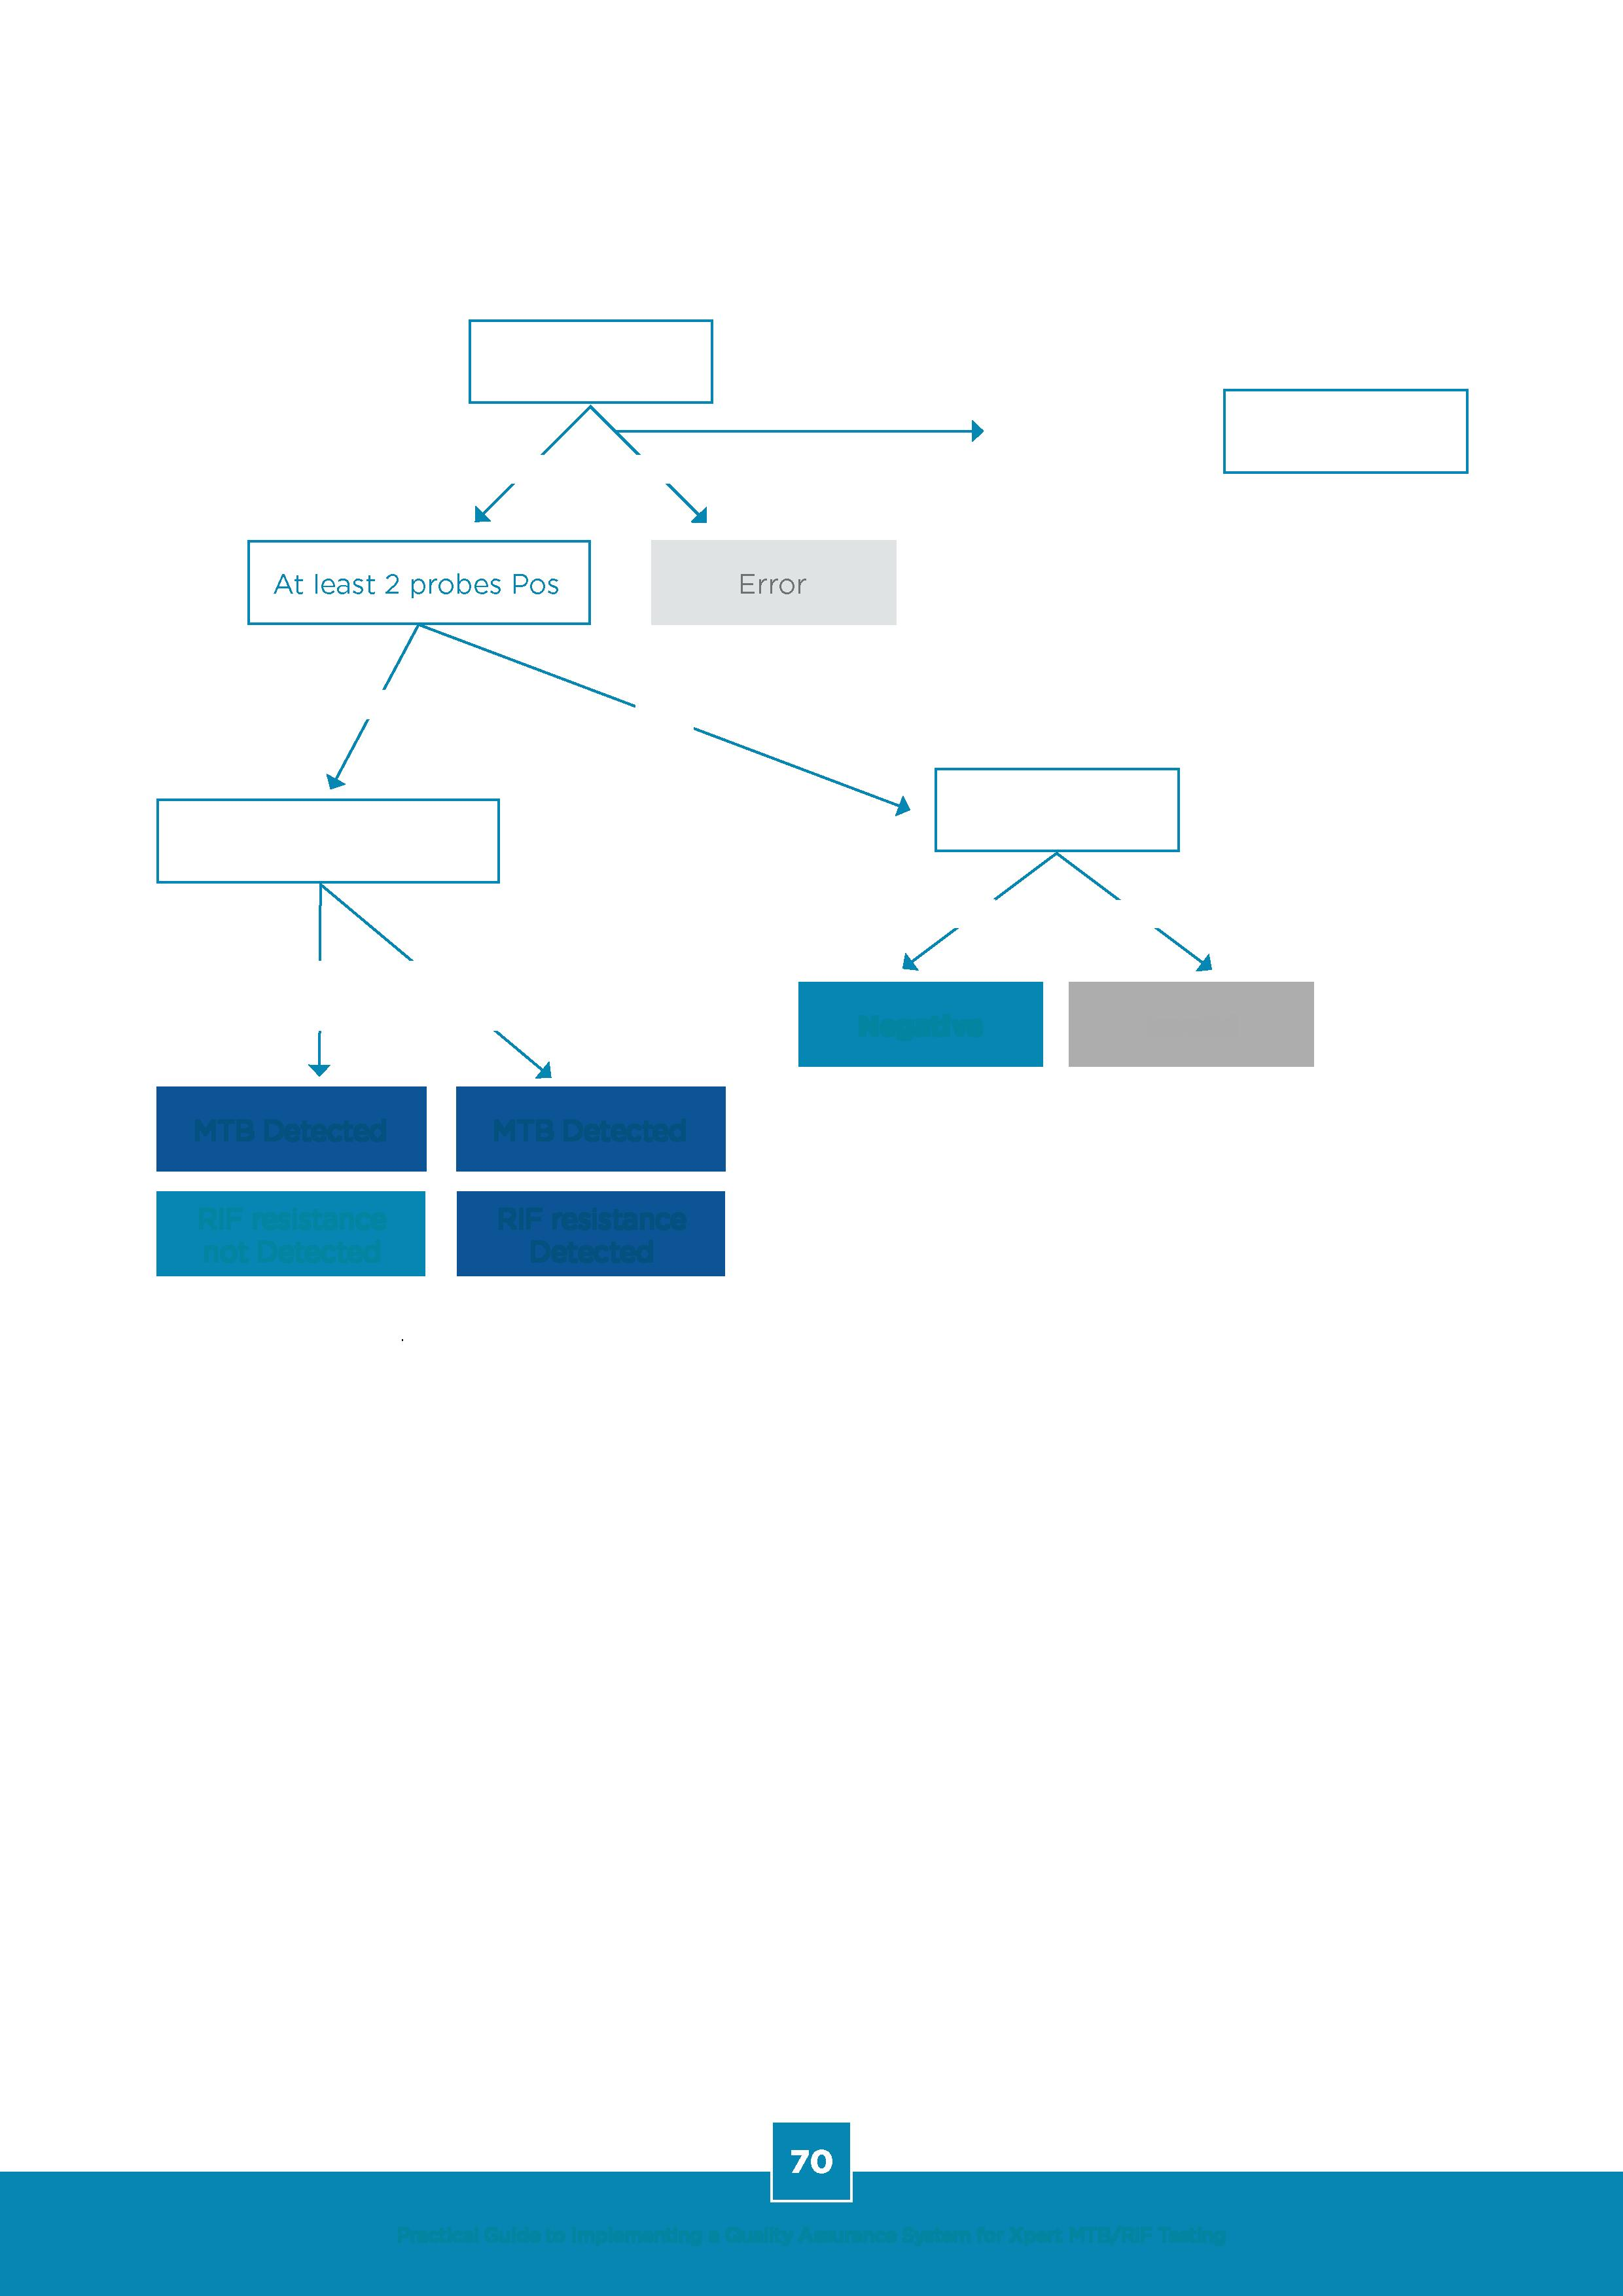 At least 2 probes Pos
Error
Negative
MTB Detected
MTB Detected
RIF resistance
not Detected
RIF resistance
Detected
70
Practical Guide to Implementing a Quality Assurance System for Xpert MTB/RIF Testing